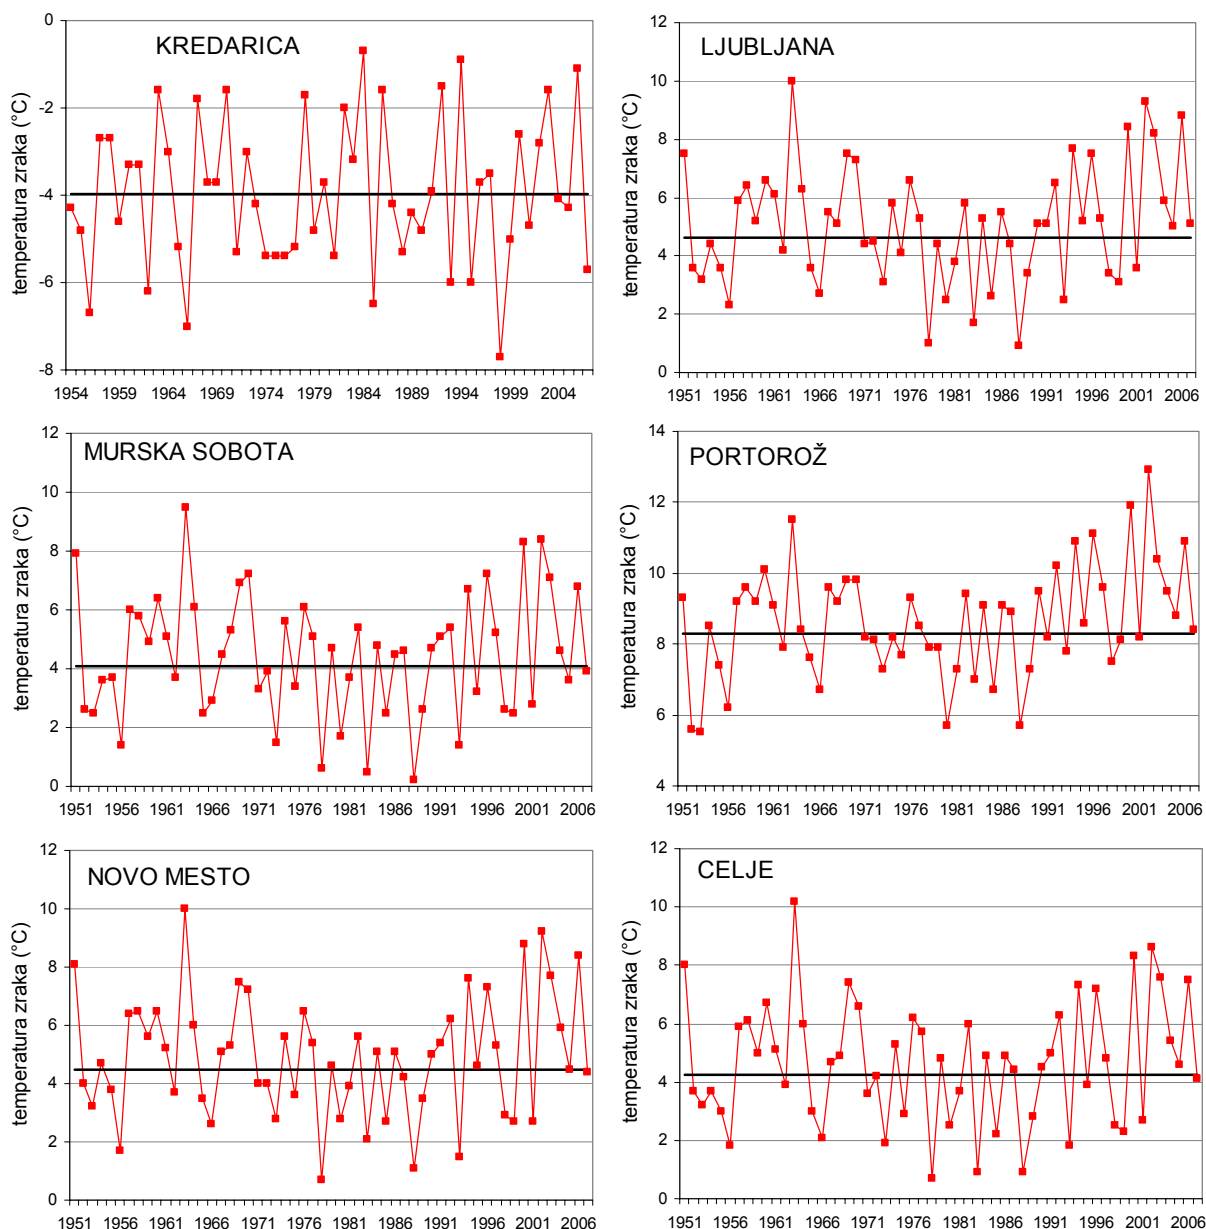 KREDARICA
temperatura zraka (°C)
0
-2
-4
-6
-8
1954 1959 1964 1969 1974 1979 1984 1989 1994 1999 2004
LJUBLJANA
temperatura zraka (°C)
12
10
8
6
4
2
0
1951 1956 1961 1966 1971 1976 1981 1986 1991 1996 2001 2006
MURSKA SOBOTA
temperatura zraka (°C)
12
10
8
6
4
2
0
1951 1956 1961 1966 1971 1976 1981 1986 1991 1996 2001 2006
PORTOROŽ
temperatura zraka (°C)
14
12
10
8
6
4
1951 1956 1961 1966 1971 1976 1981 1986 1991 1996 2001 2006
NOVO MESTO
temperatura zraka (°C)
12
10
8
6
4
2
0
1951 1956 1961 1966 1971 1976 1981 1986 1991 1996 2001 2006
CELJE
temperatura zraka (°C)
12
10
8
6
4
2
0
1951 1956 1961 1966 1971 1976 1981 1986 1991 1996 2001 2006